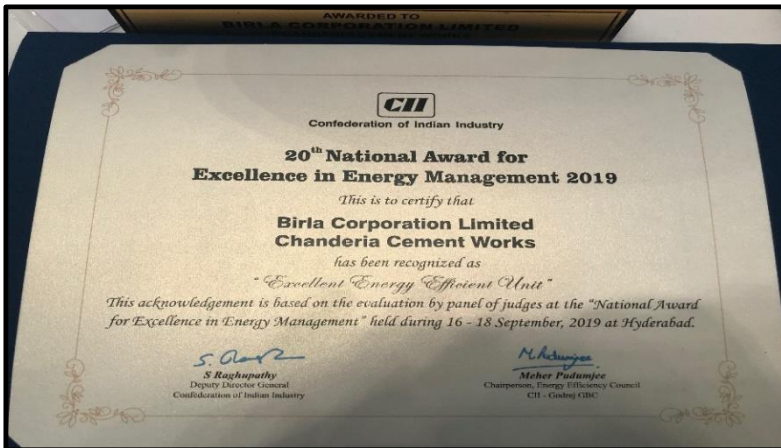 AWARDED TO
BIRLA CORPORATION LIMITED
CII
Confederation of Indian Industry
20th National Award for
Excellence in Energy Management 2019
This is to certify that
Birla Corporation Limited
Chanderia Cement Works
has been recognized as
"Excellent Energy Efficient Unit"
This acknowledgement is based on the evaluation by panel of judges at the "National Award
for Excellence in Energy Management" held during 16 - 18 September, 2019 at Hyderabad.
S Raghupathy
Deputy Director General
Confederation of Indian Industry
Meher Pudumjee
Chairperson, Energy Efficiency Council
CII - Godrej GBC